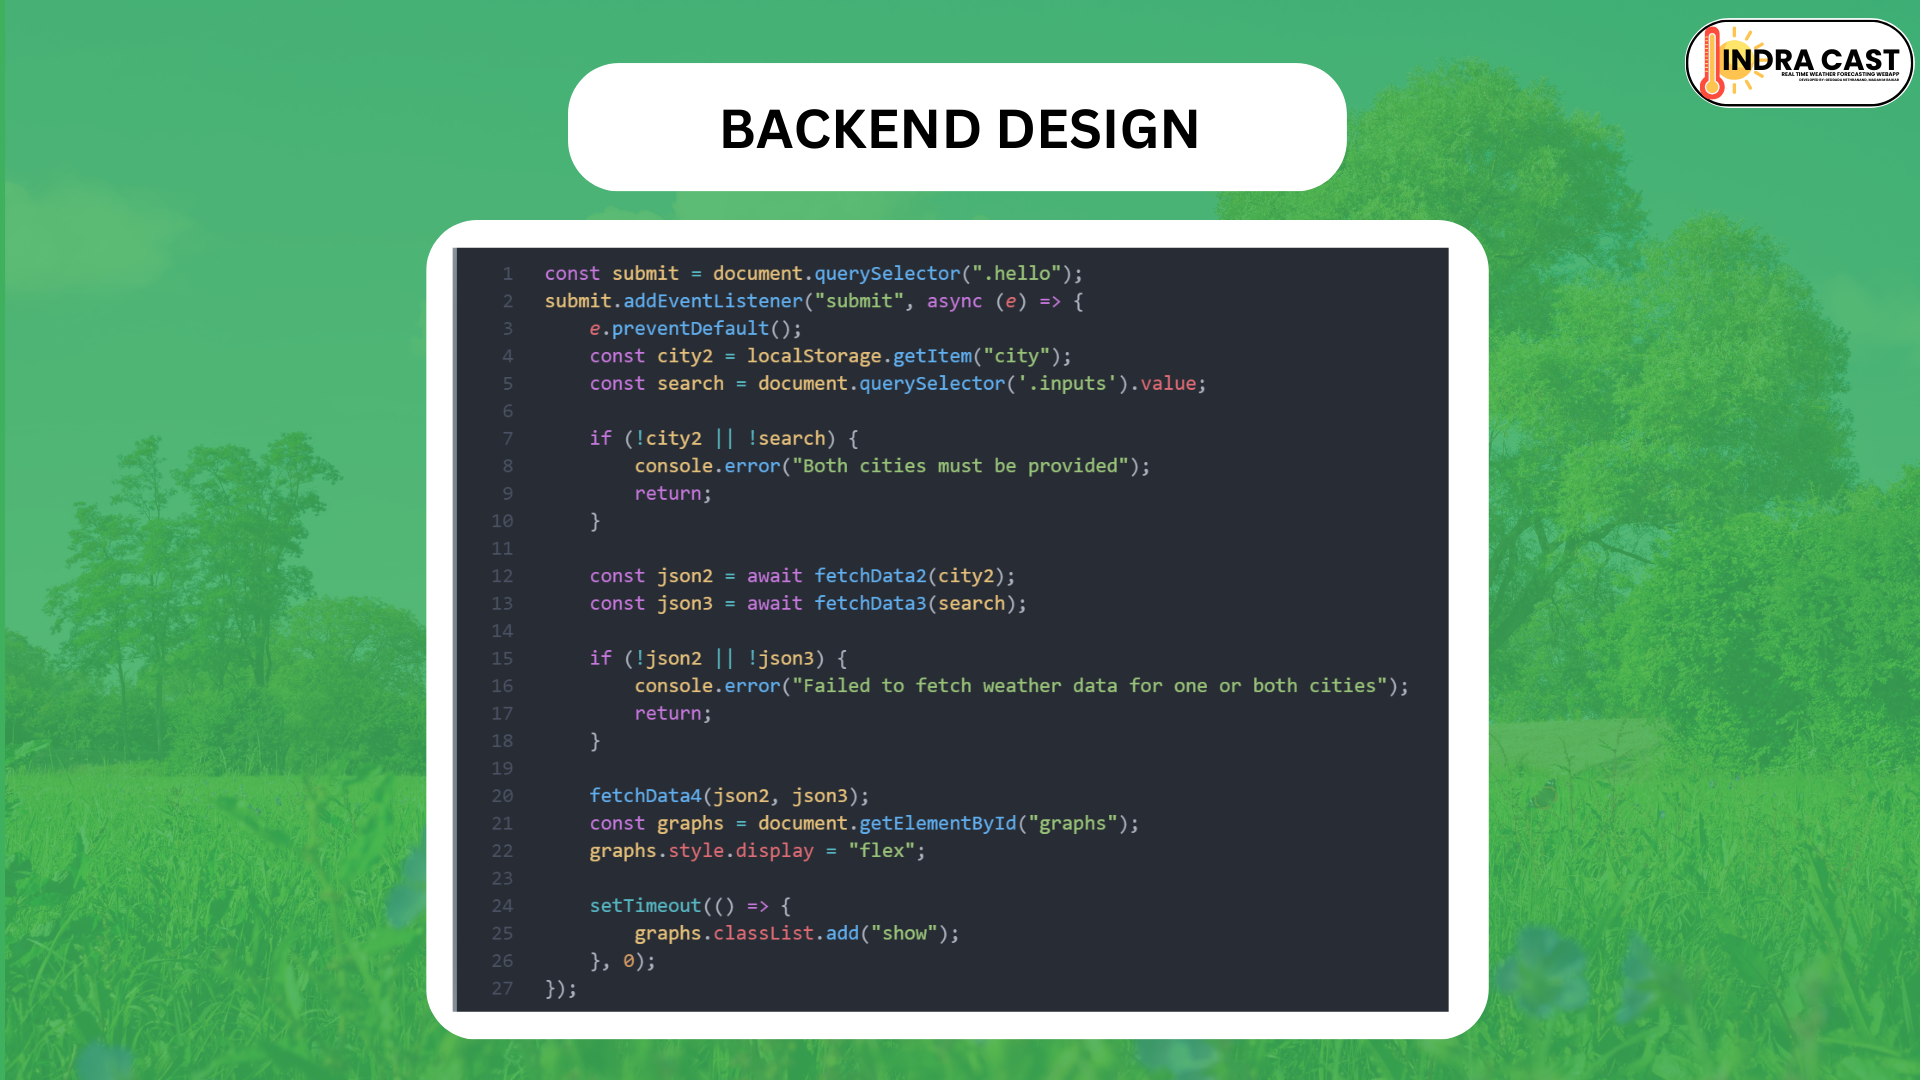 INDRA CAST
REAL TIME WEATHER FORECASTING WEBAPP
BACKEND DESIGN
1 const submit = document.querySelector(".hello");
2 submit.addEventListener("submit", async (e) => {
3     e.preventDefault();
4     const city2 = localStorage.getItem("city");
5     const search = document.querySelector('.inputs').value;
6
7     if (!city2 || !search) {
8         console.error("Both cities must be provided");
9         return;
10     }
11
12     const json2 = await fetchData2(city2);
13     const json3 = await fetchData3(search);
14
15     if (!json2 || !json3) {
16         console.error("Failed to fetch weather data for one or both cities");
17         return;
18     }
19
20     fetchData4(json2, json3);
21     const graphs = document.getElementById("graphs");
22     graphs.style.display = "flex";
23
24     setTimeout(() => {
25         graphs.classList.add("show");
26     }, 0);
27 });